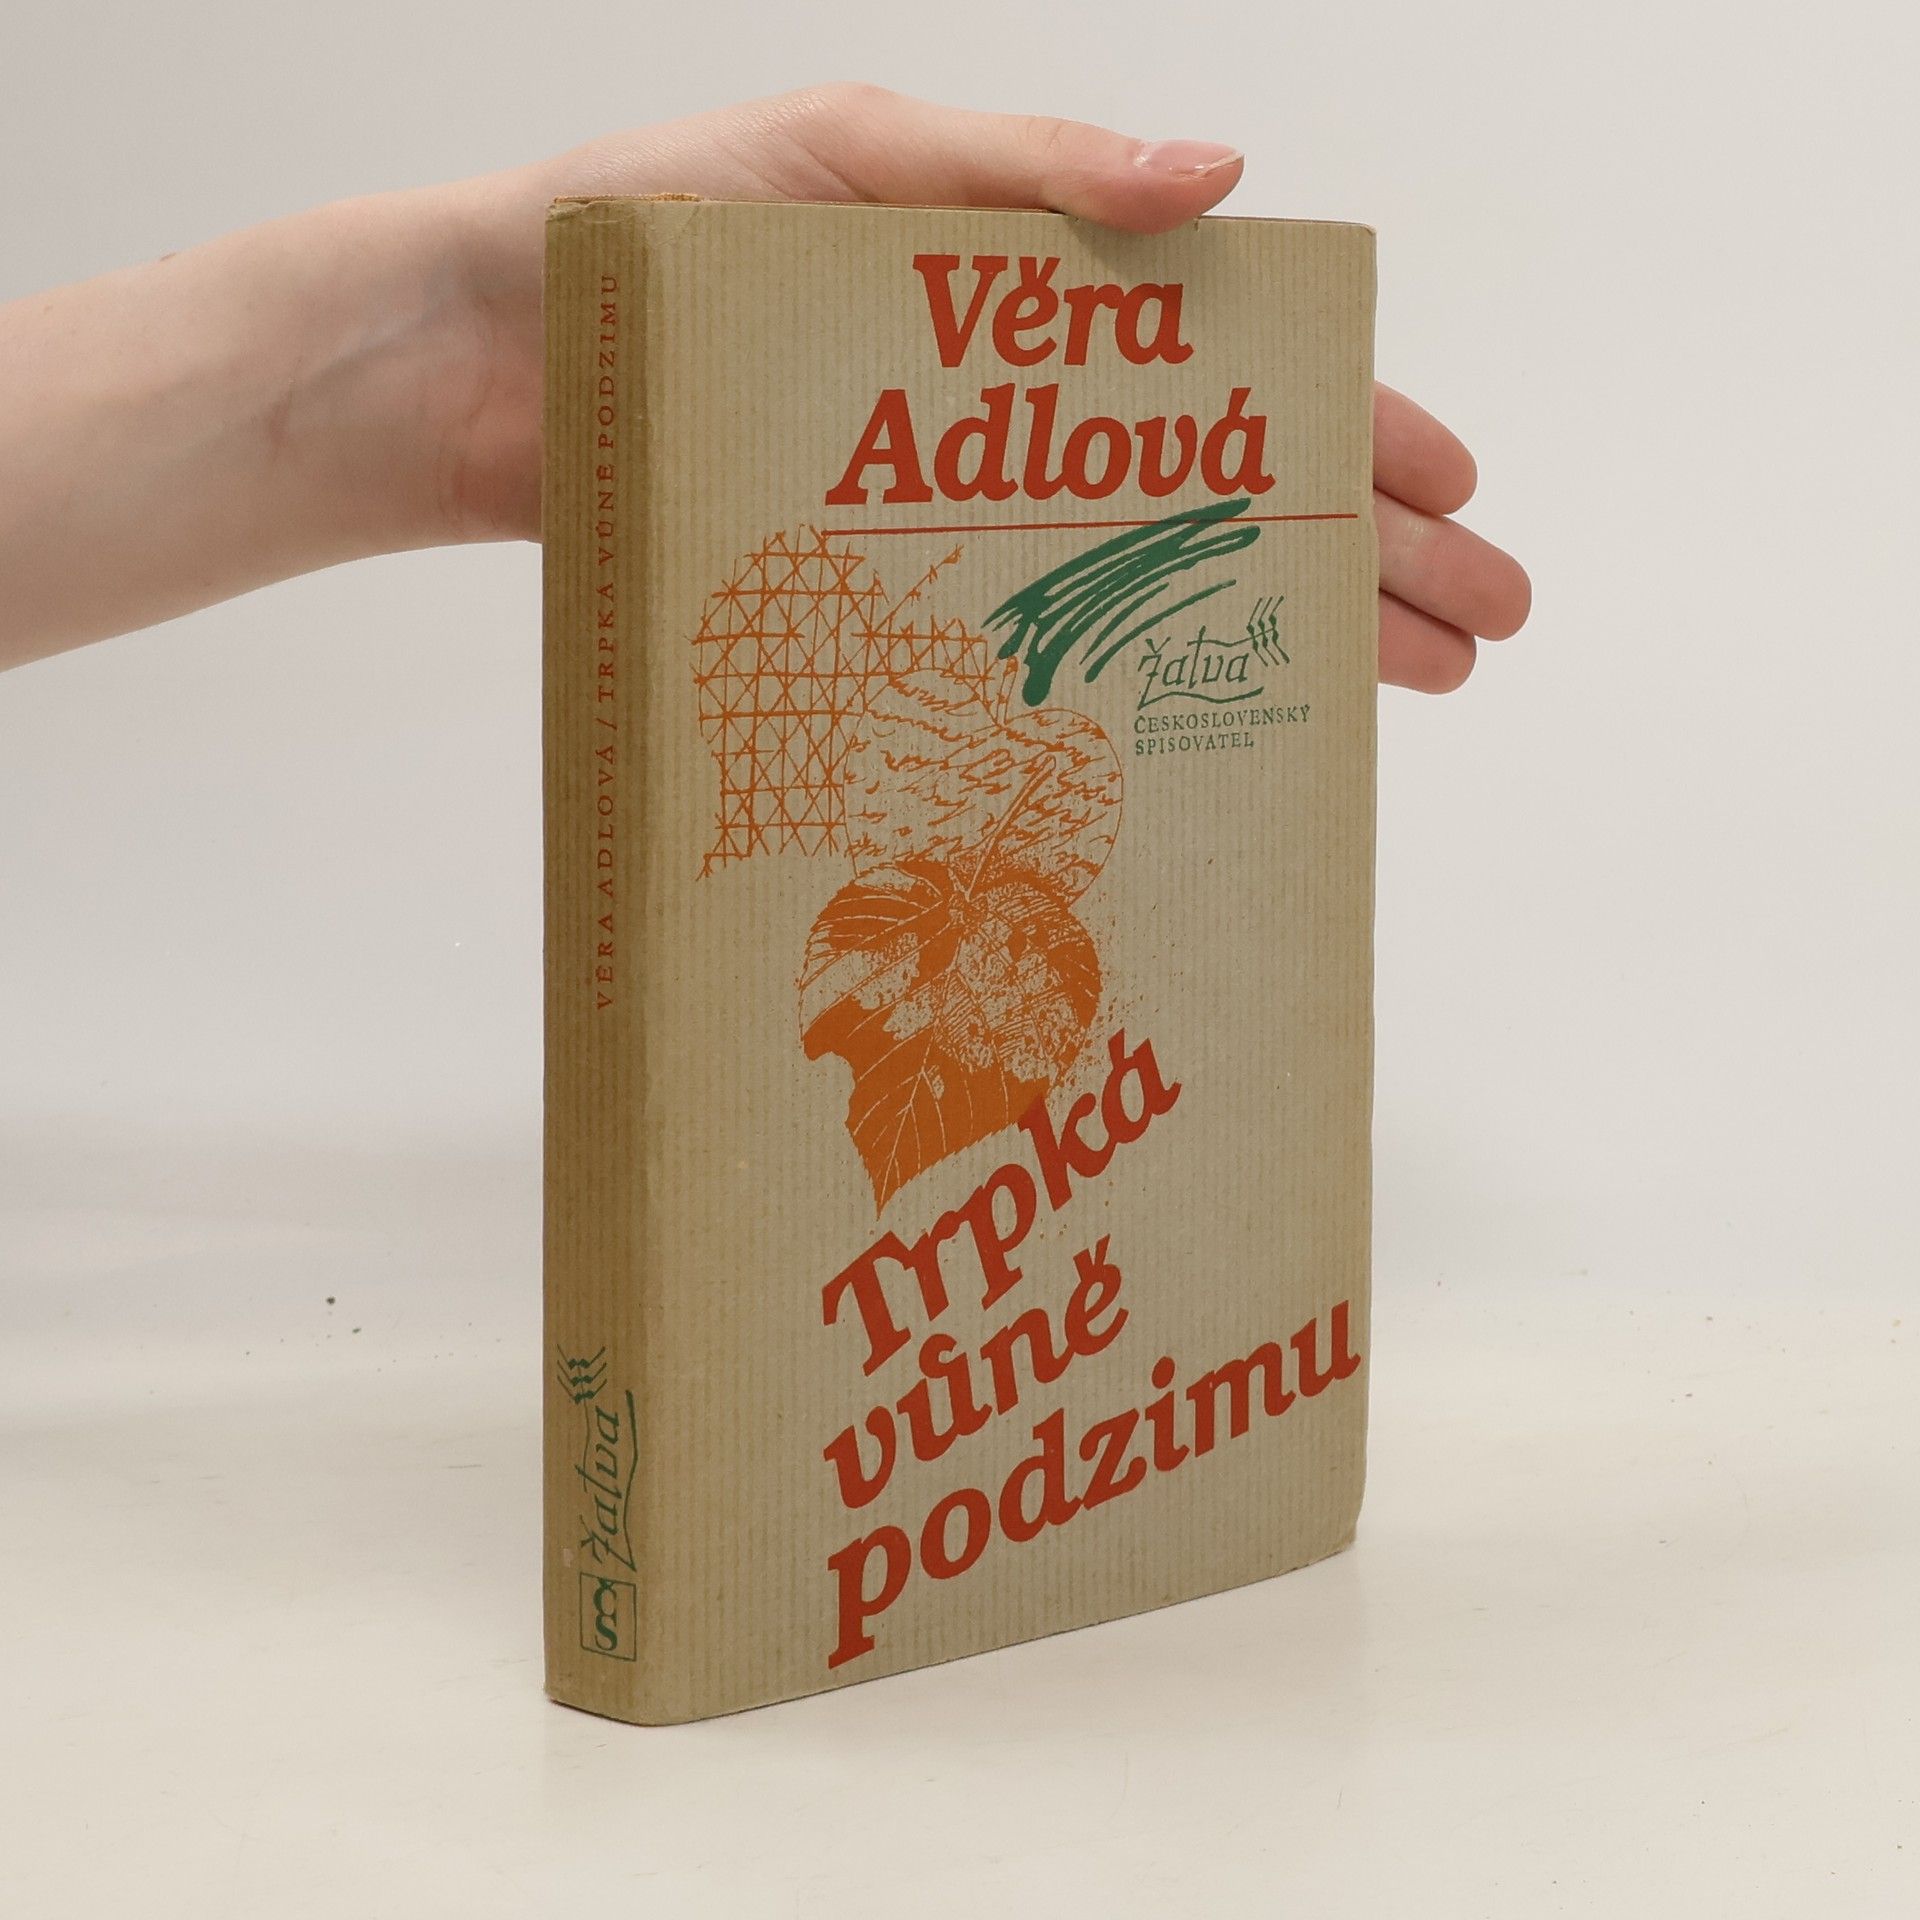 Věra
Adlová
Žatva
ČESKOSLOVENSKÝ
SPISOVATEL
Trpká
vůně
podzimu
VĚRA ADLOVÁ / TRPKÁ VŮNĚ PODZIMU
Žatva